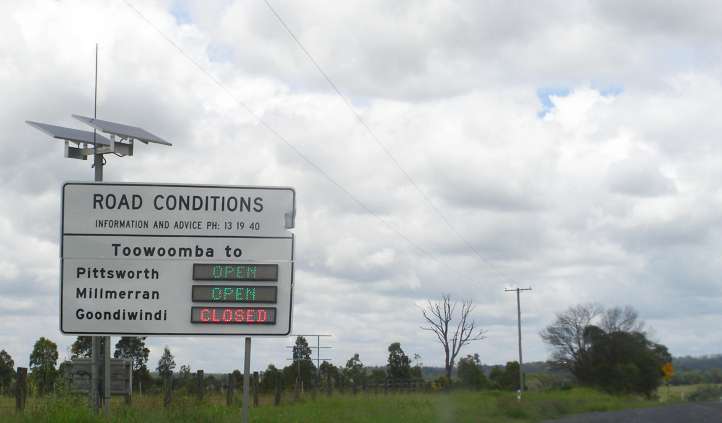 ROAD CONDITIONS
INFORMATION AND ADVICE PH: 13 19 40
Toowoomba to
Pittsworth OPEN
Millmerran OPEN
Goondiwindi CLOSED